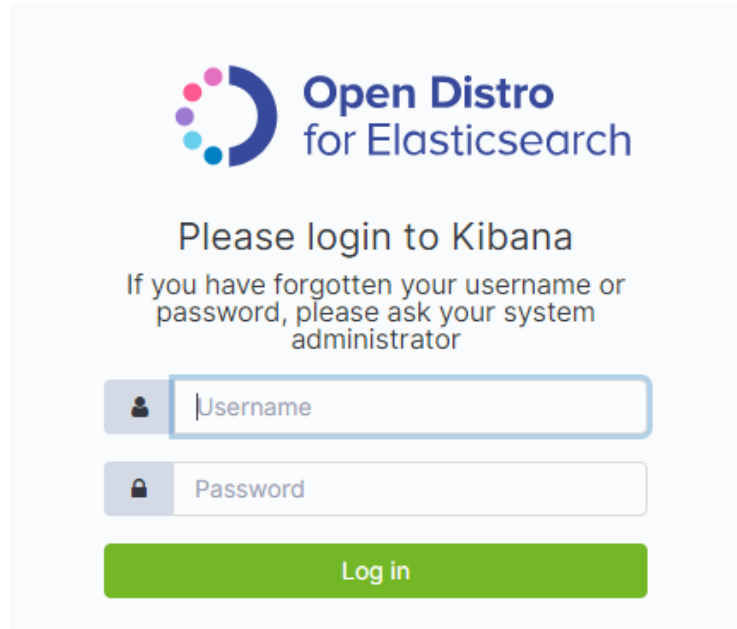 Open Distro
for Elasticsearch
Please login to Kibana
If you have forgotten your username or
password, please ask your system
administrator
Username
Password
Log in